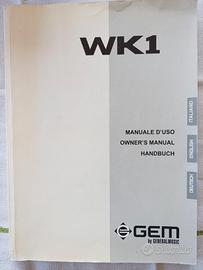 WK1
MANUALE D'USO
OWNER'S MANUAL
HANDBUCH
ITALIANO
ENGLISH
DEUTSCH
GEM
by GENERALMUSIC